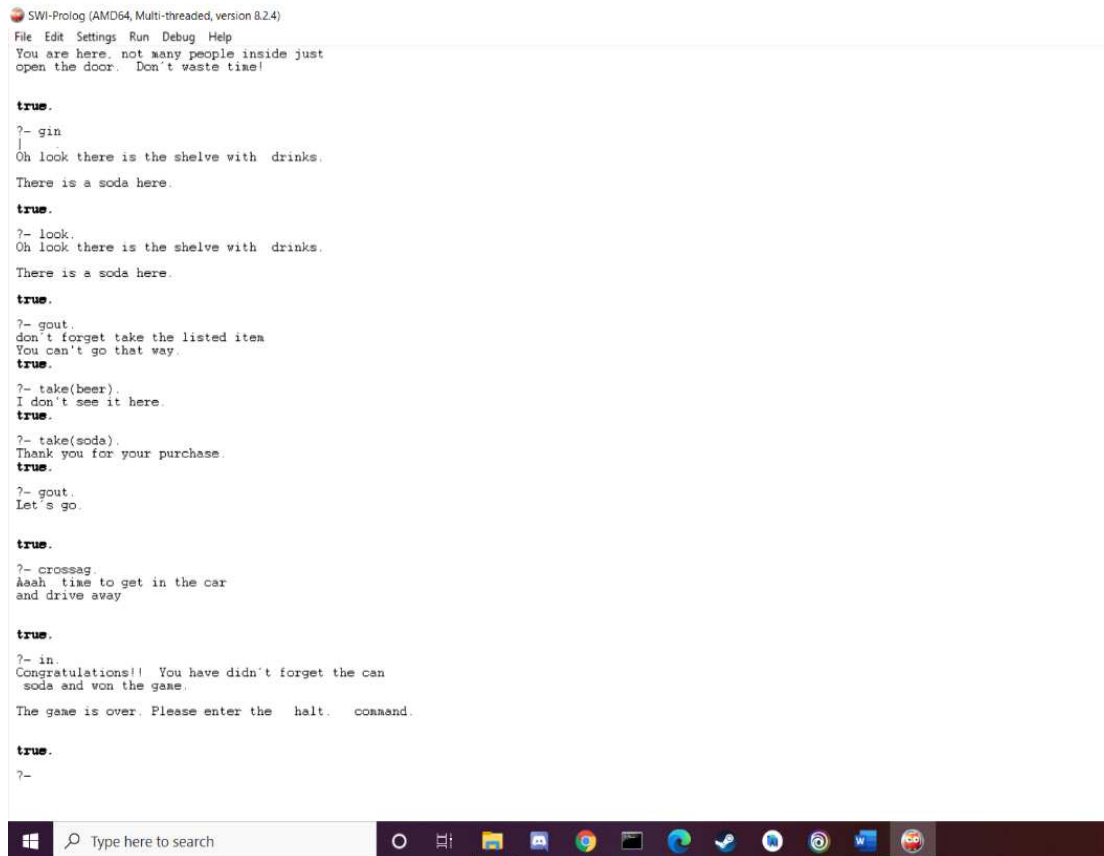 SWI-Prolog (AMD64, Multi-threaded, version 8.2.4)
File Edit Settings Run Debug Help
You are here, not many people inside just
open the door. Don´t waste time!
true.
?- gin
| .
Oh look there is the shelve with drinks.
There is a soda here.
true.
?- look.
Oh look there is the shelve with drinks.
There is a soda here.
true.
?- gout.
don´t forget take the listed item
You can't go that way.
true.
?- take(beer).
I don't see it here.
true.
?- take(soda).
Thank you for your purchase.
true.
?- gout.
Let´s go.
true.
?- crossag.
Aaah time to get in the car
and drive away
true.
?- in.
Congratulations!! You have didn´t forget the can
soda and won the game.
The game is over. Please enter the halt. command.
true.
?-
Type here to search